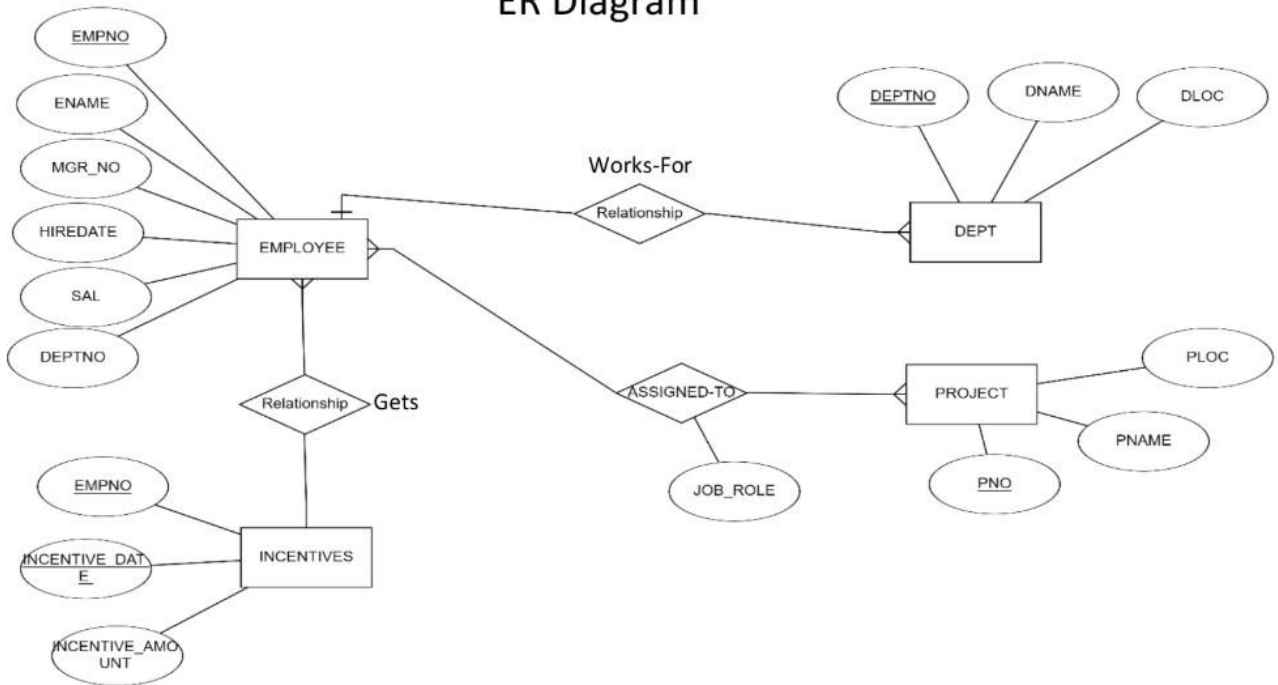 ER Diagram
EMPNO
ENAME
MGR_NO
HIREDATE
SAL
DEPTNO
EMPLOYEE
Works-For
Relationship
DEPTNO
DNAME
DLOC
DEPT
Relationship
Gets
ASSIGNED-TO
JOB_ROLE
PROJECT
PLOC
PNAME
PNO
EMPNO
INCENTIVE_DAT
E
INCENTIVE_AMO
UNT
INCENTIVES